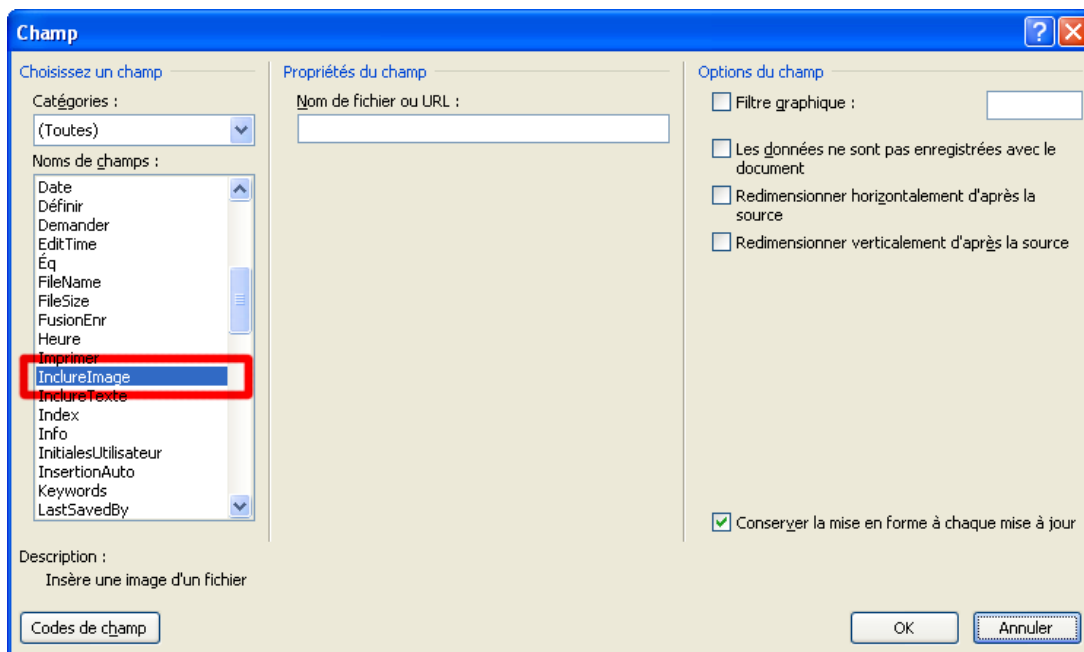 Champ
Choisissez un champ
Catégories :
(Toutes)
Noms de champs :
Date
Définir
Demander
EditTime
Éq
FileName
FileSize
FusionEnr
Heure
Imprimer
InclureImage
InclureTexte
Index
Info
InitialesUtilisateur
InsertionAuto
Keywords
LastSavedBy
Propriétés du champ
Nom de fichier ou URL :
Options du champ
Filtre graphique :
Les données ne sont pas enregistrées avec le
document
Redimensionner horizontalement d'après la
source
Redimensionner verticalement d'après la source
Conserver la mise en forme à chaque mise à jour
Description :
Insère une image d'un fichier
Codes de champ
OK
Annuler